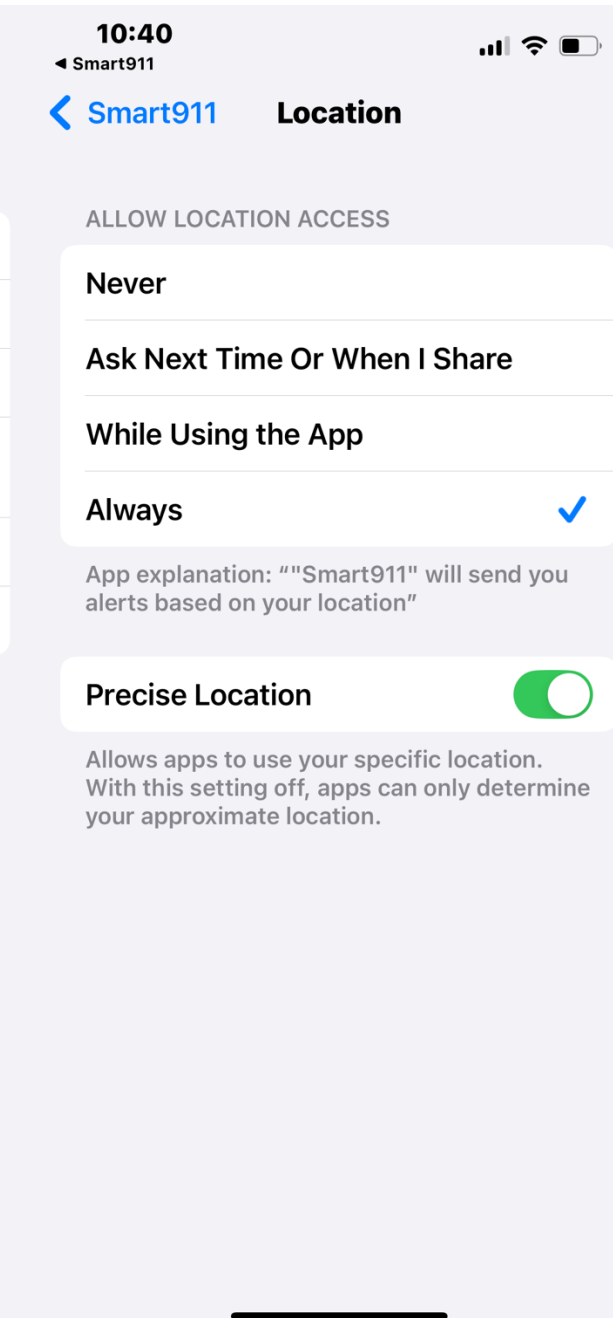 10:40
◀ Smart911
Smart911
Location
ALLOW LOCATION ACCESS
Never
Ask Next Time Or When I Share
While Using the App
Always
App explanation: “"Smart911" will send you
alerts based on your location”
Precise Location
Allows apps to use your specific location.
With this setting off, apps can only determine
your approximate location.